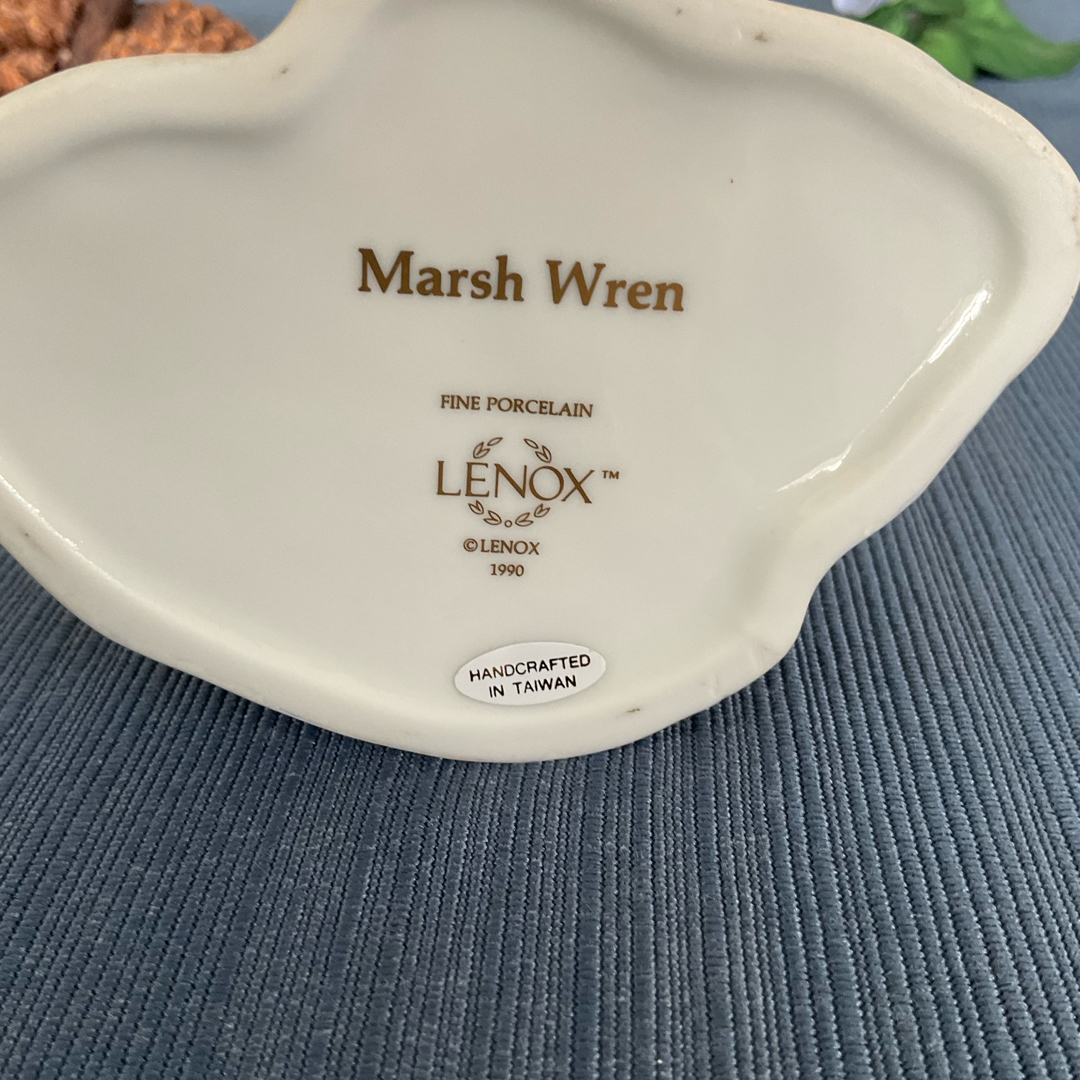 Marsh Wren
FINE PORCELAIN
LENOX™
©LENOX
1990
HANDCRAFTED
IN TAIWAN